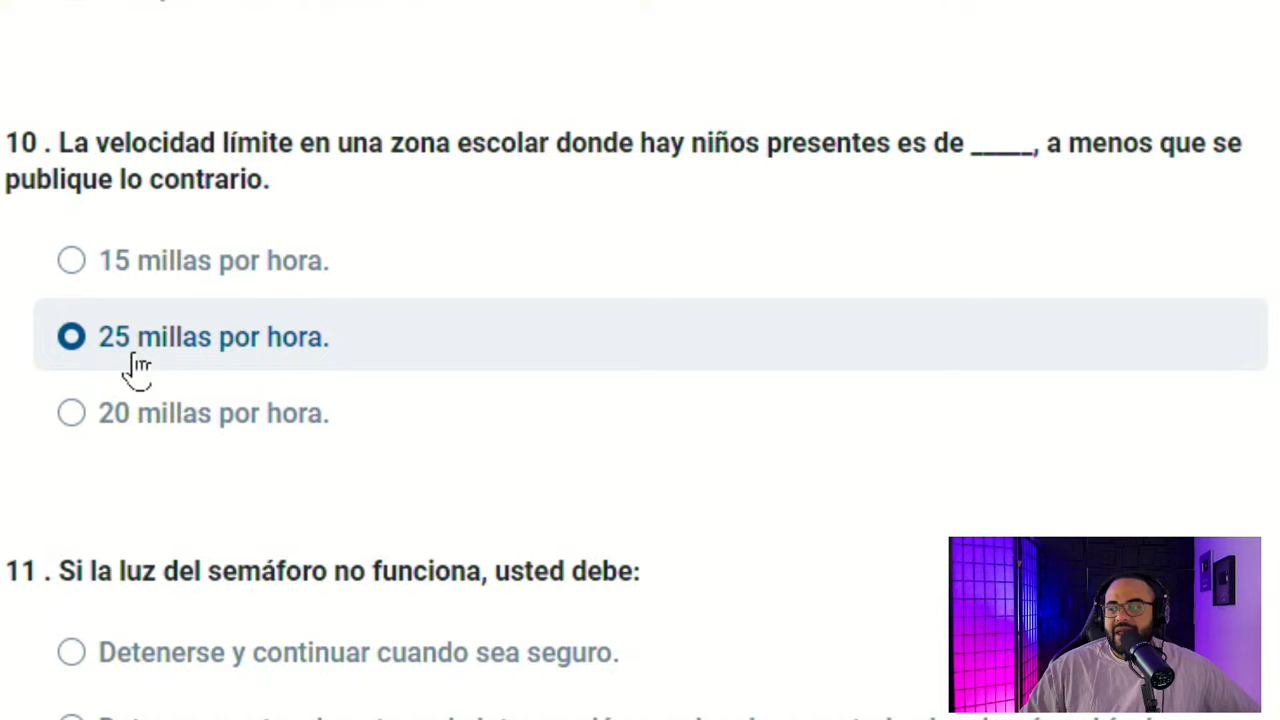 10 . La velocidad límite en una zona escolar donde hay niños presentes es de _____, a menos que se
publique lo contrario.
15 millas por hora.
25 millas por hora.
20 millas por hora.
11 . Si la luz del semáforo no funciona, usted debe:
Detenerse y continuar cuando sea seguro.